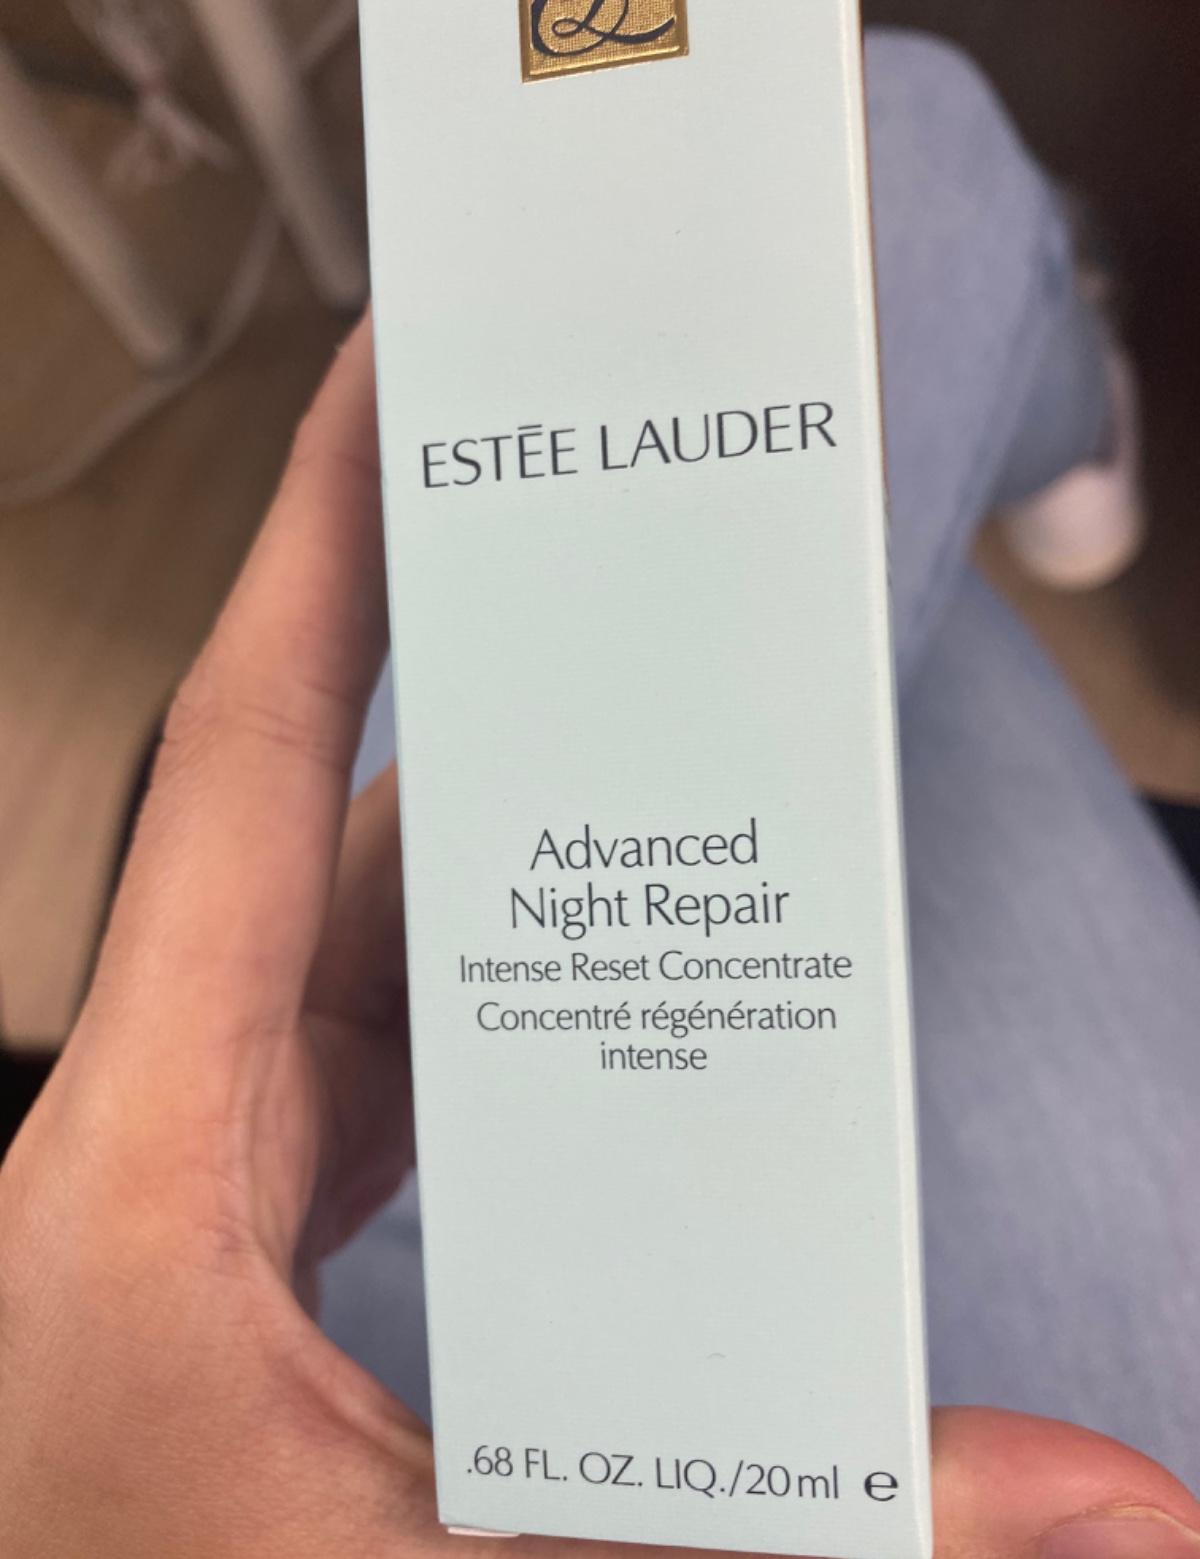 ESTĒE LAUDER
Advanced
Night Repair
Intense Reset Concentrate
Concentré régénération
intense
.68 FL. OZ. LIQ./20ml e